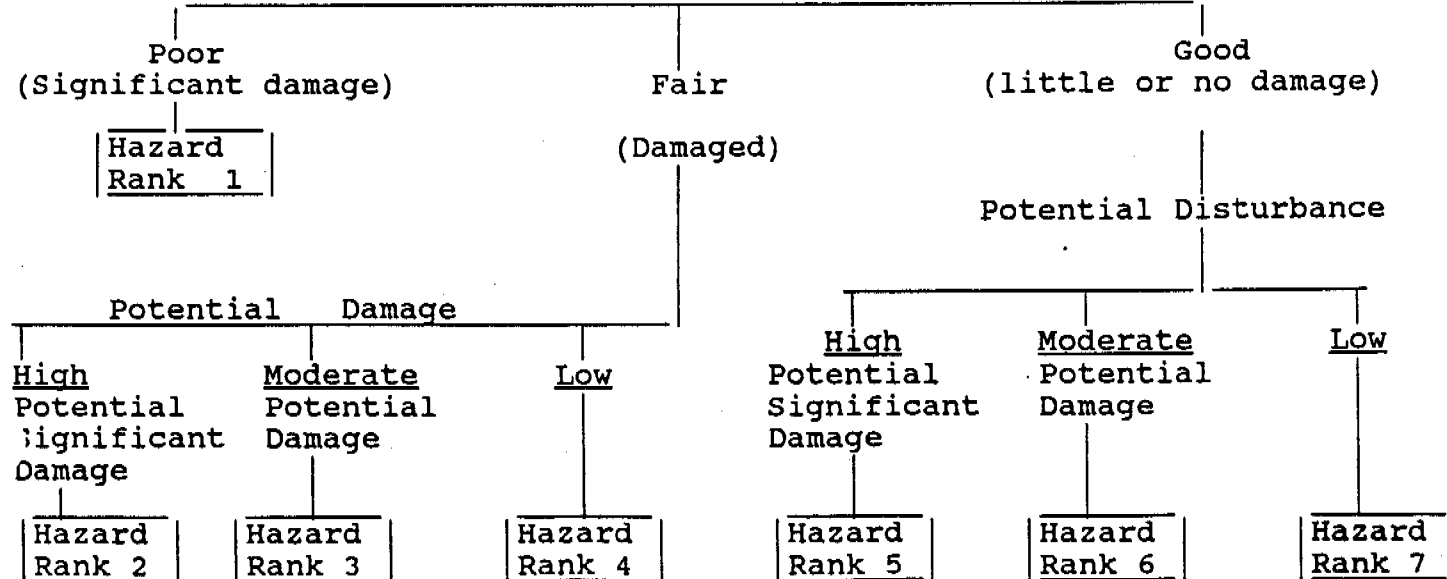 Poor
(Significant damage)
Hazard
Rank 1
Fair
(Damaged)
Good
(little or no damage)
Potential Disturbance
Potential Damage
High
Potential
Significant
Damage
Hazard
Rank 2
Moderate
Potential
Damage
Hazard
Rank 3
Low
Hazard
Rank 4
High
Potential
Significant
Damage
Hazard
Rank 5
Moderate
Potential
Damage
Hazard
Rank 6
Low
Hazard
Rank 7